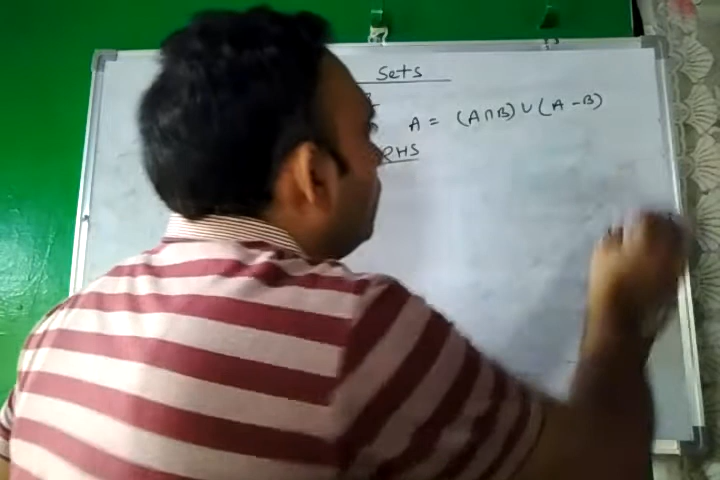 Sets
A = (A∩B) ∪ (A - B)
RHS